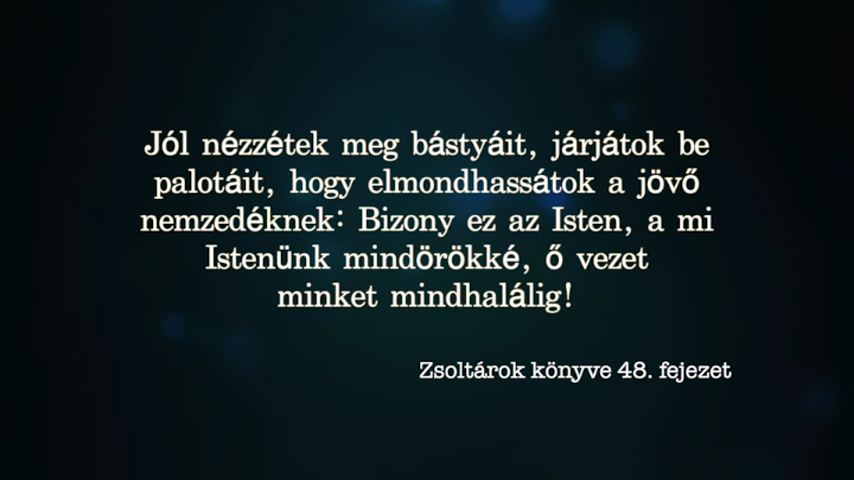 Jól nézzétek meg bástyáit, járjátok be
palotáit, hogy elmondhassátok a jövő
nemzedéknek: Bizony ez az Isten, a mi
Istenünk mindörökké, ő vezet
minket mindhalálig!
Zsoltárok könyve 48. fejezet